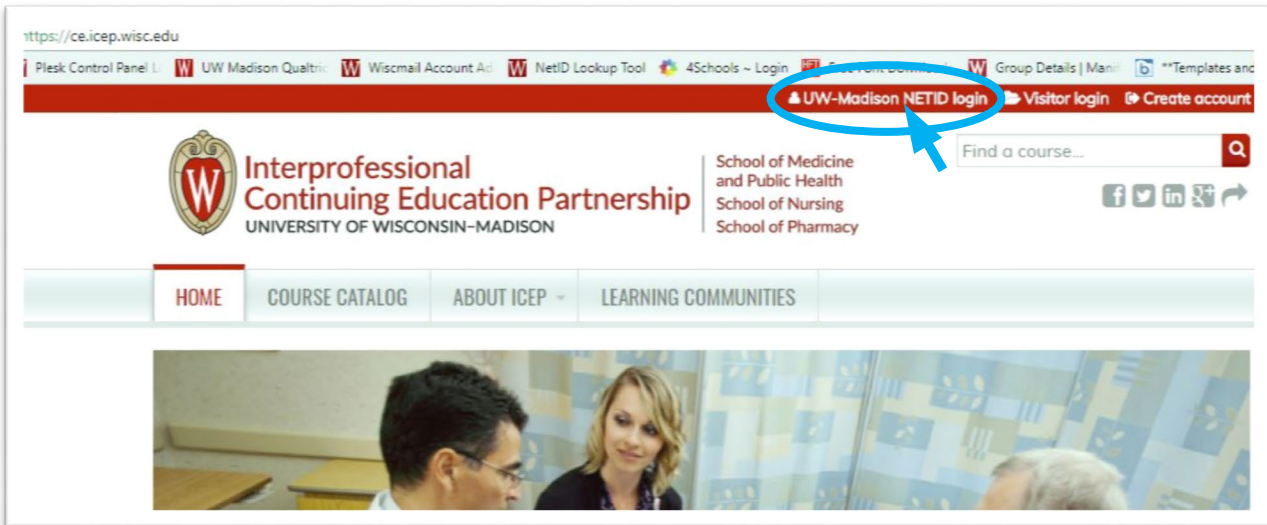 https://ce.icep.wisc.edu
Plesk Control Panel L UW Madison Qualtric Wiscmail Account Ad NetID Lookup Tool 4Schools ~ Login Group Details | Mani **Templates and
UW-Madison NETID login Visitor login Create account
Interprofessional
Continuing Education Partnership
UNIVERSITY OF WISCONSIN–MADISON
School of Medicine
and Public Health
School of Nursing
School of Pharmacy
Find a course...
HOME COURSE CATALOG ABOUT ICEP LEARNING COMMUNITIES